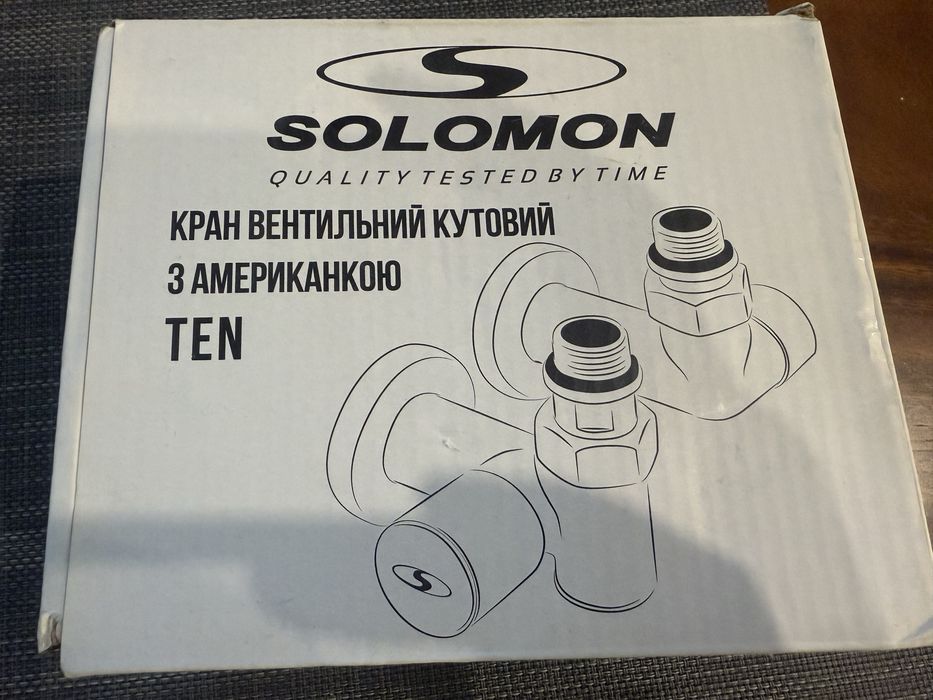 SOLOMON
QUALITY TESTED BY TIME
КРАН ВЕНТИЛЬНИЙ КУТОВИЙ
З АМЕРИКАНКОЮ
TEN